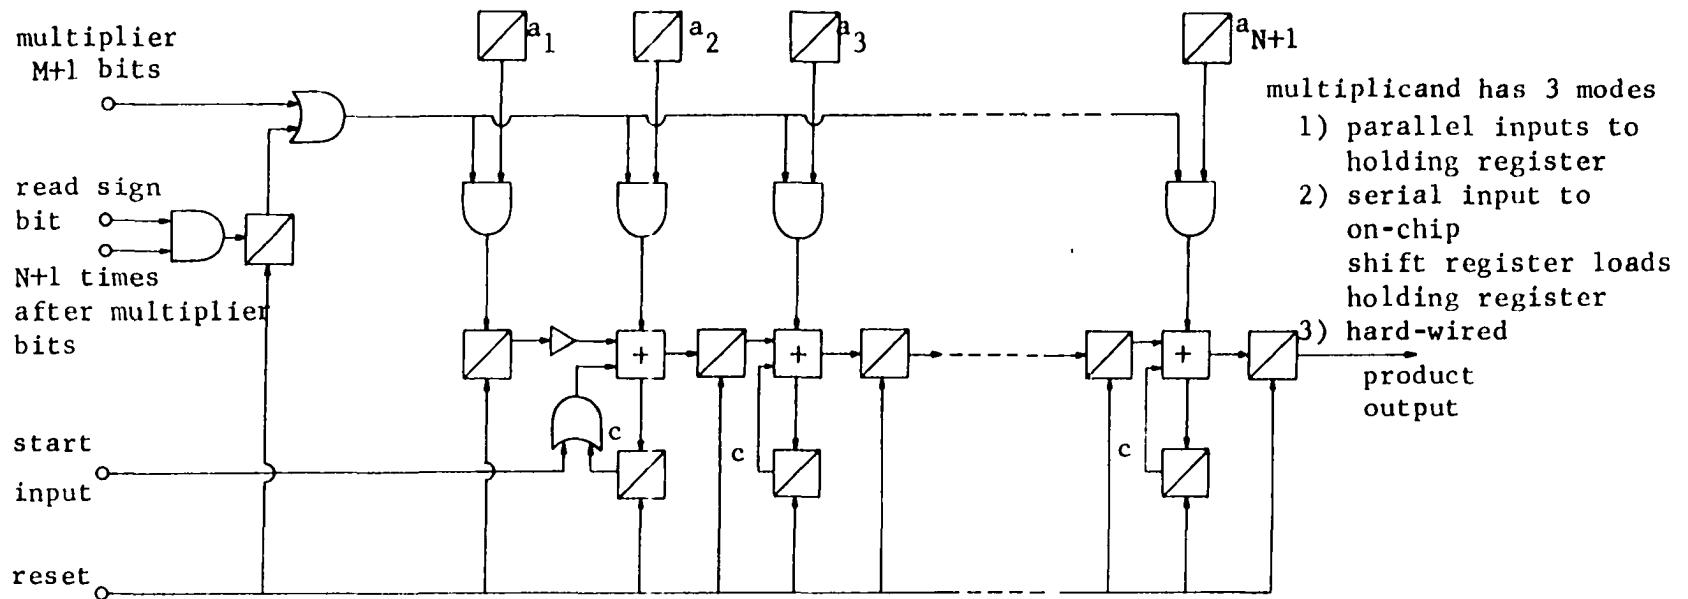 multiplier
M+1 bits
read sign
bit
N+1 times
after multiplier
bits
start
input
reset
a1
a2
a3
aN+1
+
+
+
c
c
c
multiplicand has 3 modes
1) parallel inputs to
holding register
2) serial input to
on-chip
shift register loads
holding register
3) hard-wired
product
output